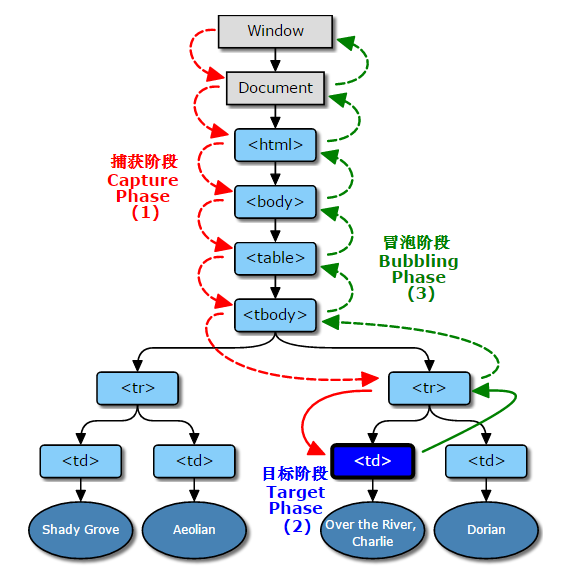 Window
Document
<html>
捕获阶段
Capture
Phase
(1)
<body>
冒泡阶段
Bubbling
Phase
(3)
<table>
<tbody>
<tr>
<tr>
<td>
<td>
<td>
<td>
目标阶段
Target
Phase
(2)
Shady Grove
Aeolian
Over the River,
Charlie
Dorian